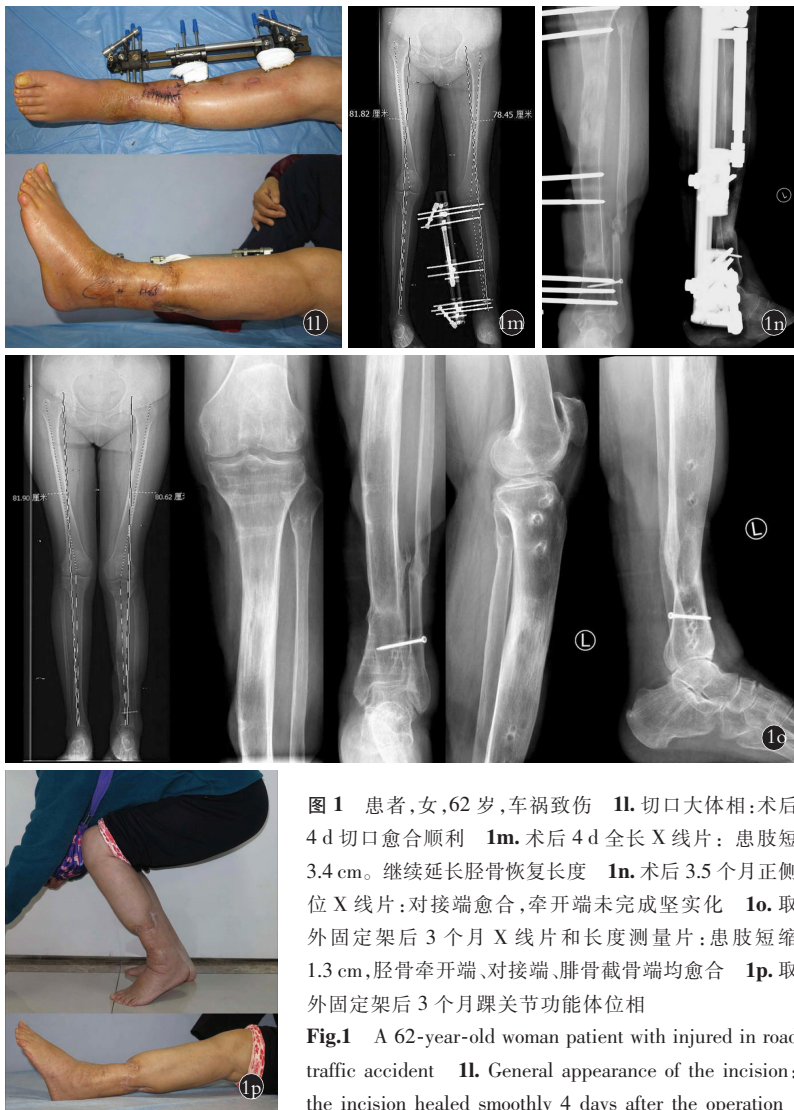 1l
81.82 厘米
78.45 厘米
1m
L
1n
81.90 厘米
80.62 厘
L
L
1o
1p
图 1 患者,女,62 岁,车祸致伤 1l. 切口大体相:术后
4 d 切口愈合顺利 1m. 术后 4 d 全长 X 线片: 患肢短
3.4 cm。继续延长胫骨恢复长度 1n. 术后 3.5 个月正侧
位 X 线片:对接端愈合,牵开端未完成坚实化 1o. 取
外固定架后 3 个月 X 线片和长度测量片:患肢短缩
1.3 cm,胫骨牵开端、对接端、腓骨截骨端均愈合 1p. 取
外固定架后 3 个月踝关节功能体位相
Fig.1 A 62-year-old woman patient with injured in road
traffic accident 1l. General appearance of the incision:
the incision healed smoothly 4 days after the operation